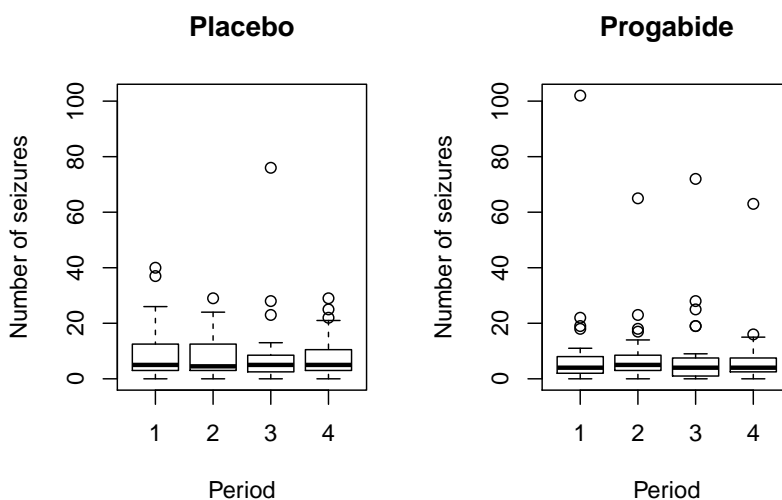 Placebo
Number of seizures
0 20 40 60 80 100
1 2 3 4
Period
Progabide
Number of seizures
0 20 40 60 80 100
1 2 3 4
Period